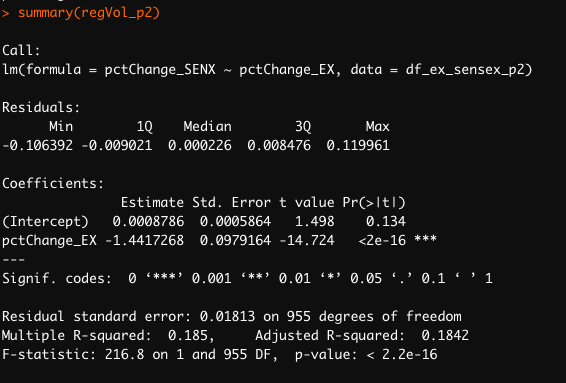 > summary(regVol_p2)
Call:
lm(formula = pctChange_SENX ~ pctChange_EX, data = df_ex_sensex_p2)
Residuals:
Min 1Q Median 3Q Max
-0.106392 -0.009021 0.000226 0.008476 0.119961
Coefficients:
Estimate Std. Error t value Pr(>|t|)
(Intercept) 0.0008786 0.0005864 1.498 0.134
pctChange_EX -1.4417268 0.0979164 -14.724 <2e-16 ***
---
Signif. codes: 0 ‘***’ 0.001 ‘**’ 0.01 ‘*’ 0.05 ‘.’ 0.1 ‘ ’ 1
Residual standard error: 0.01813 on 955 degrees of freedom
Multiple R-squared: 0.185, Adjusted R-squared: 0.1842
F-statistic: 216.8 on 1 and 955 DF, p-value: < 2.2e-16